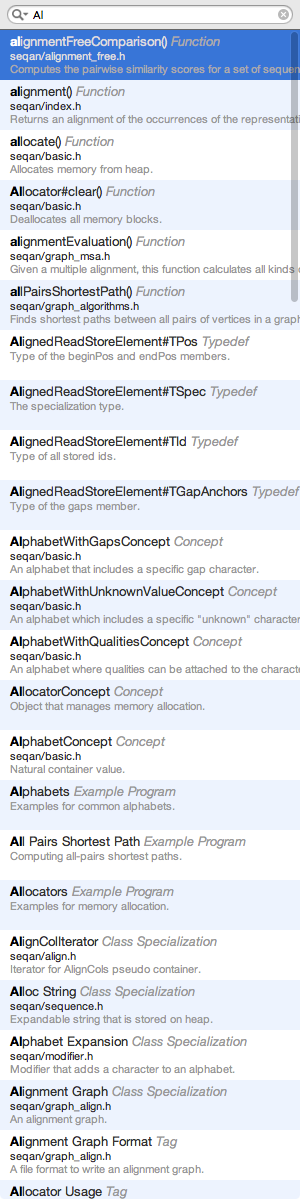 Al
alignmentFreeComparison() Function
seqan/alignment_free.h
Computes the pairwise similarity scores for a set of sequen
alignment() Function
seqan/index.h
Returns an alignment of the occurrences of the representati
allocate() Function
seqan/basic.h
Allocates memory from heap.
Allocator#clear() Function
seqan/basic.h
Deallocates all memory blocks.
alignmentEvaluation() Function
seqan/graph_msa.h
Given a multiple alignment, this function calculates all kinds o
allPairsShortestPath() Function
seqan/graph_algorithms.h
Finds shortest paths between all pairs of vertices in a graph
AlignedReadStoreElement#TPos Typedef
Type of the beginPos and endPos members.
AlignedReadStoreElement#TSpec Typedef
The specialization type.
AlignedReadStoreElement#TId Typedef
Type of all stored ids.
AlignedReadStoreElement#TGapAnchors Typedef
Type of the gaps member.
AlphabetWithGapsConcept Concept
seqan/basic.h
An alphabet that includes a specific gap character.
AlphabetWithUnknownValueConcept Concept
seqan/basic.h
An alphabet which includes a specific "unknown" character
AlphabetWithQualitiesConcept Concept
seqan/basic.h
An alphabet where qualities can be attached to the characte
AllocatorConcept Concept
Object that manages memory allocation.
AlphabetConcept Concept
seqan/basic.h
Natural container value.
Alphabets Example Program
Examples for common alphabets.
All Pairs Shortest Path Example Program
Computing all-pairs shortest paths.
Allocators Example Program
Examples for memory allocation.
AlignColIterator Class Specialization
seqan/align.h
Iterator for AlignCols pseudo container.
Alloc String Class Specialization
seqan/sequence.h
Expandable string that is stored on heap.
Alphabet Expansion Class Specialization
seqan/modifier.h
Modifier that adds a character to an alphabet.
Alignment Graph Class Specialization
seqan/graph_align.h
An alignment graph.
Alignment Graph Format Tag
seqan/graph_align.h
A file format to write an alignment graph.
Allocator Usage Tag